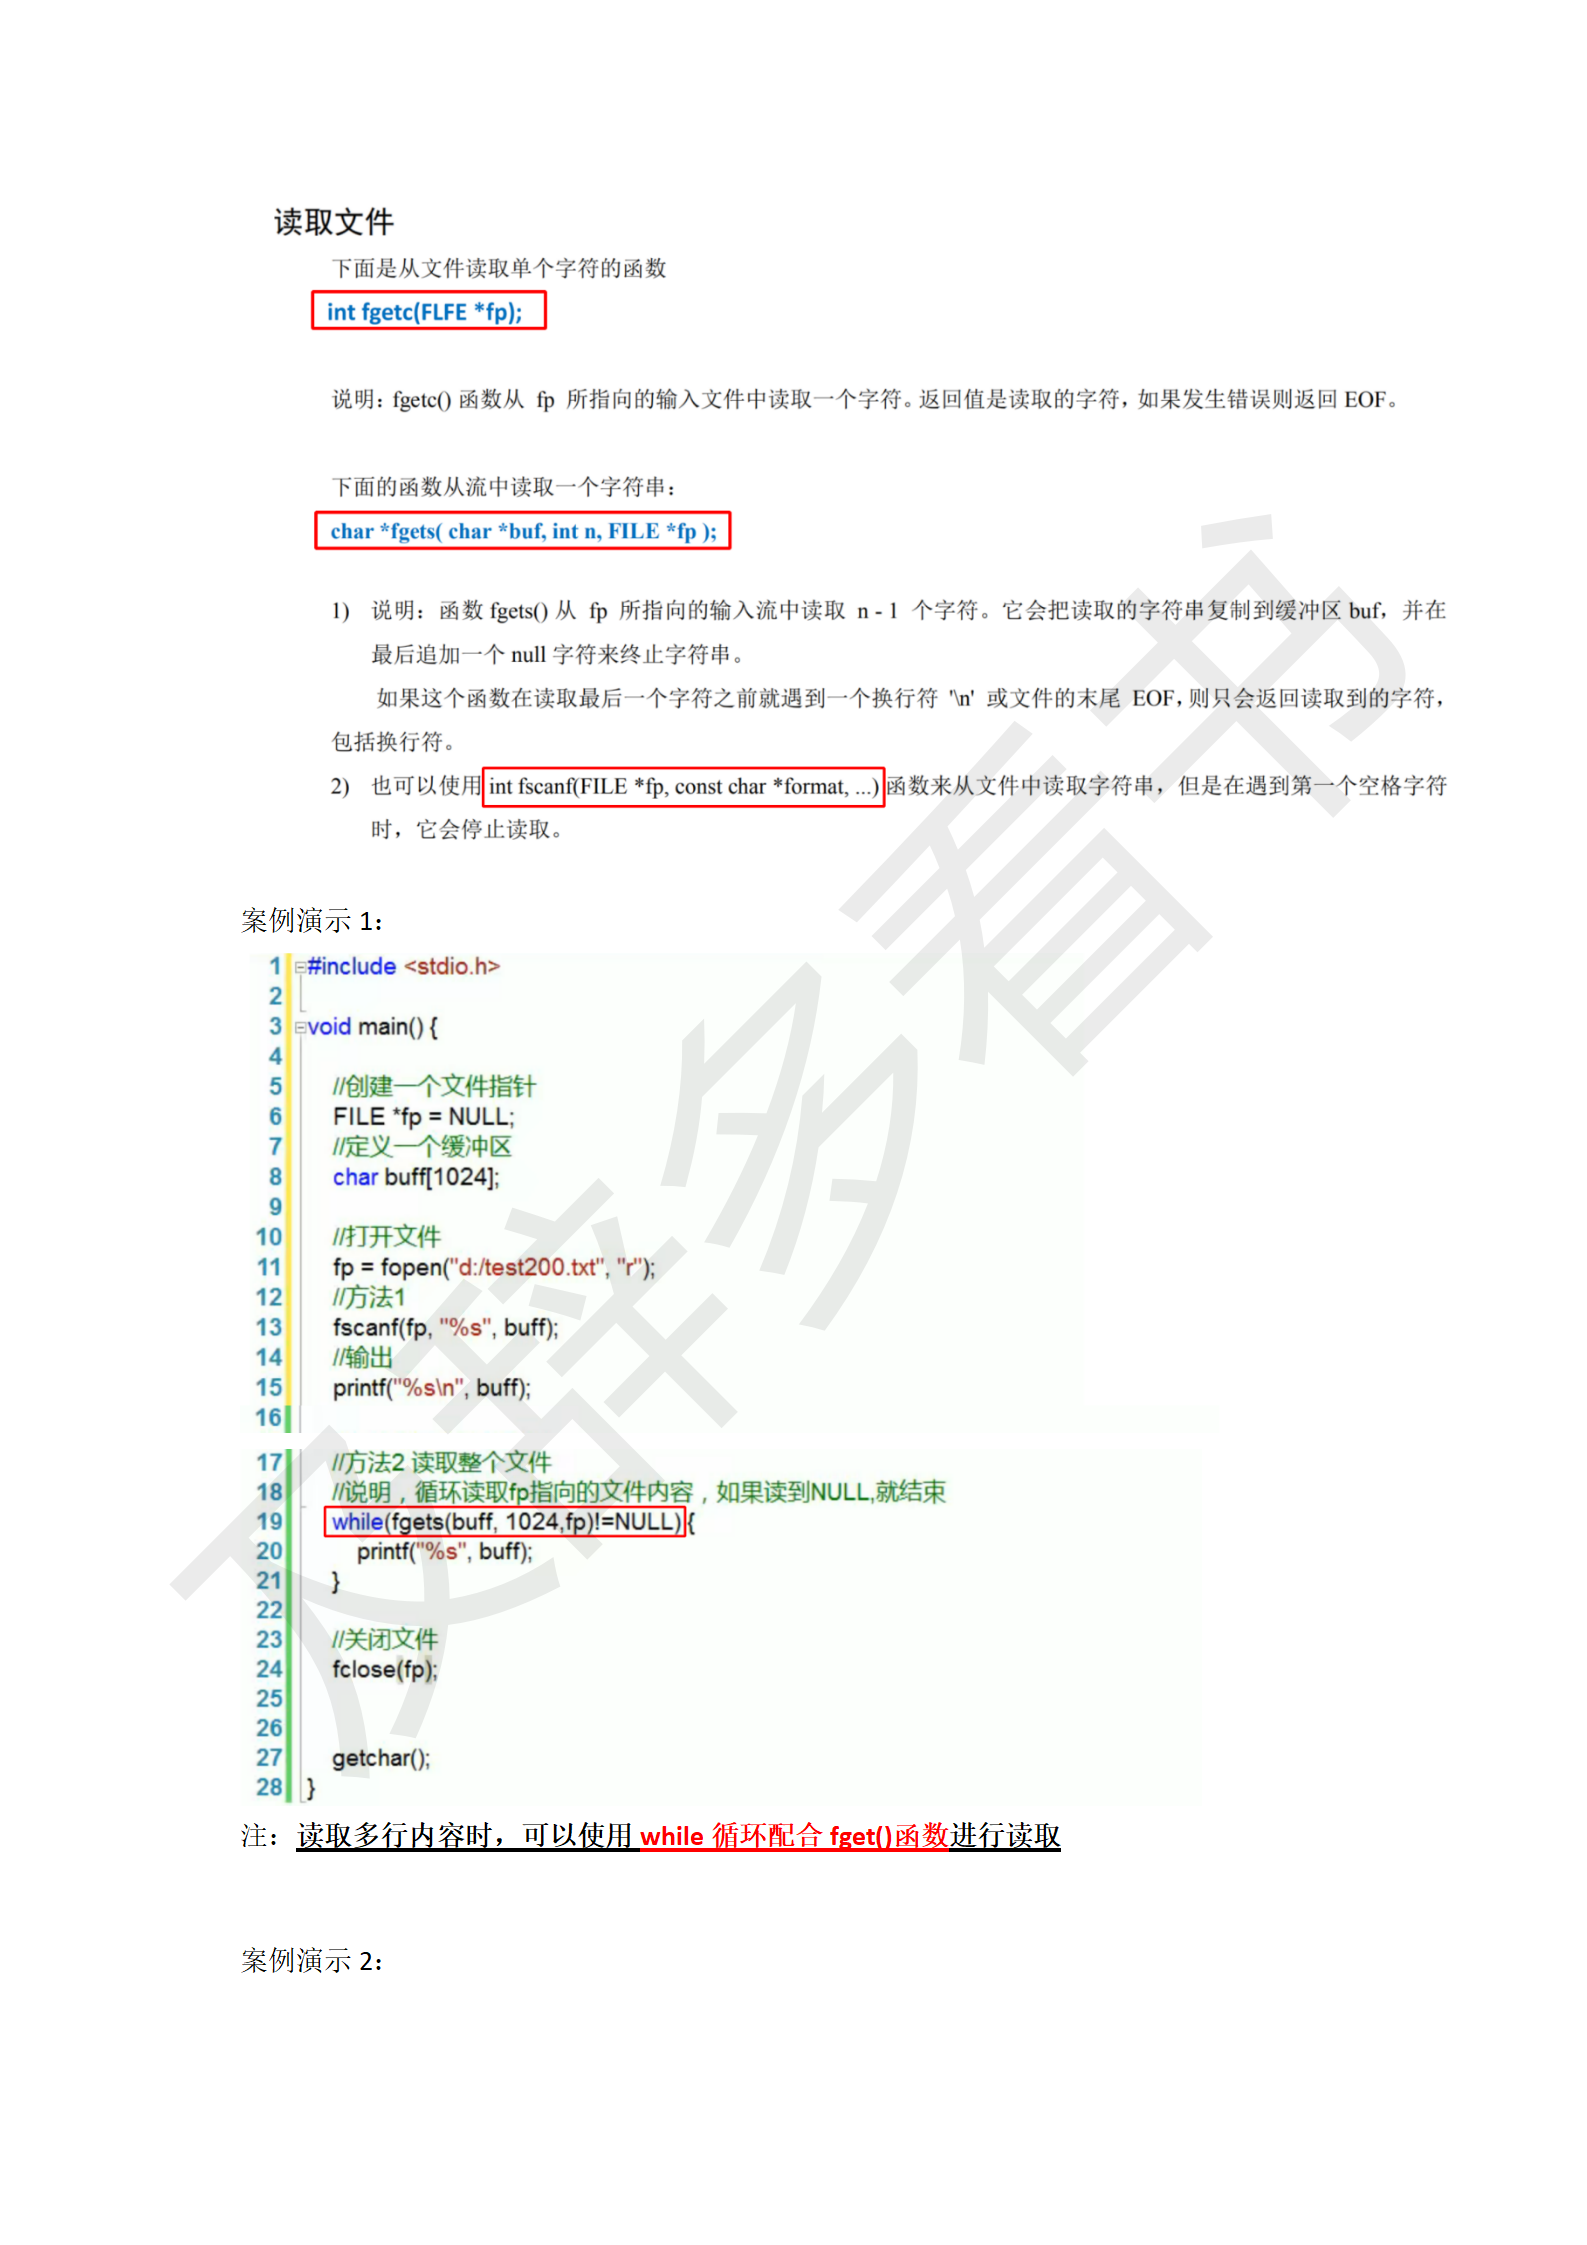 读取文件
下面是从文件读取单个字符的函数
int fgetc(FLFE *fp);
说明: fgetc() 函数从 fp 所指向的输入文件中读取一个字符。返回值是读取的字符，如果发生错误则返回 EOF。
下面的函数从流中读取一个字符串:
char *fgets( char *buf, int n, FILE *fp );
1) 说明: 函数 fgets() 从 fp 所指向的输入流中读取 n - 1 个字符。它会把读取的字符串复制到缓冲区 buf，并在
最后追加一个 null 字符来终止字符串。
如果这个函数在读取最后一个字符之前就遇到一个换行符 '\n' 或文件的末尾 EOF，则只会返回读取到的字符，
包括换行符。
2) 也可以使用 int fscanf(FILE *fp, const char *format, ...) 函数来从文件中读取字符串，但是在遇到第一个空格字符
时，它会停止读取。
案例演示 1：
1 #include <stdio.h>
2
3 void main() {
4
5 //创建一个文件指针
6 FILE *fp = NULL;
7 //定义一个缓冲区
8 char buff[1024];
9
10 //打开文件
11 fp = fopen("d:/test200.txt", "r");
12 //方法1
13 fscanf(fp, "%s", buff);
14 //输出
15 printf("%s\n", buff);
16
17 //方法2 读取整个文件
18 //说明，循环读取fp指向的文件内容，如果读到NULL,就结束
19 while(fgets(buff, 1024,fp)!=NULL) {
20 printf("%s", buff);
21 }
22
23 //关闭文件
24 fclose(fp);
25
26
27 getchar();
28 }
注：读取多行内容时，可以使用 while 循环配合 fget()函数进行读取
案例演示 2：
又辞多看书